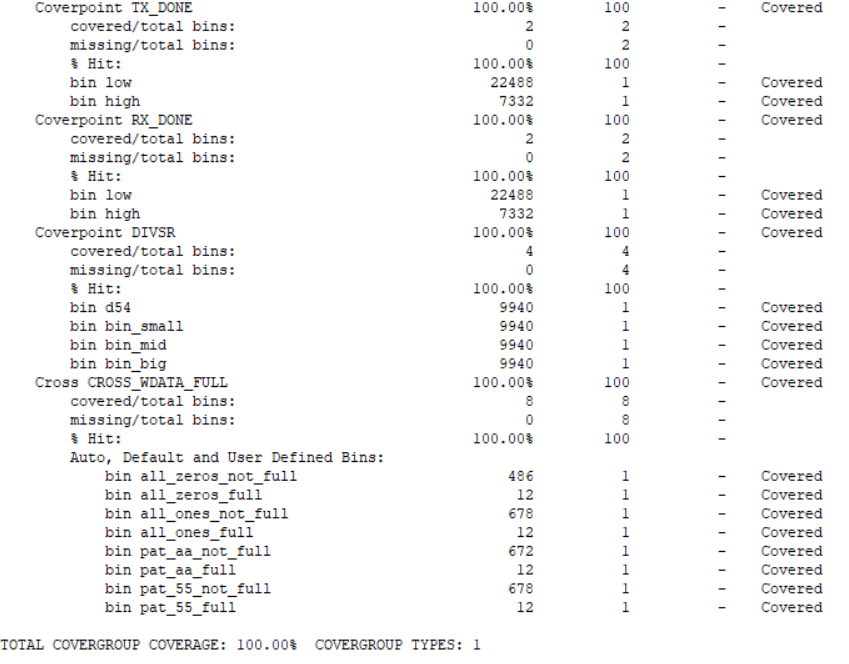 Coverpoint TX_DONE 100.00% 100 - Covered
covered/total bins: 2 2 -
missing/total bins: 0 2 -
% Hit: 100.00% 100 -
bin low 22488 1 - Covered
bin high 7332 1 - Covered
Coverpoint RX_DONE 100.00% 100 - Covered
covered/total bins: 2 2 -
missing/total bins: 0 2 -
% Hit: 100.00% 100 -
bin low 22488 1 - Covered
bin high 7332 1 - Covered
Coverpoint DIVSR 100.00% 100 - Covered
covered/total bins: 4 4 -
missing/total bins: 0 4 -
% Hit: 100.00% 100 -
bin d54 9940 1 - Covered
bin bin_small 9940 1 - Covered
bin bin_mid 9940 1 - Covered
bin bin_big 9940 1 - Covered
Cross CROSS_WDATA_FULL 100.00% 100 - Covered
covered/total bins: 8 8 -
missing/total bins: 0 8 -
% Hit: 100.00% 100 -
Auto, Default and User Defined Bins:
bin all_zeros_not_full 486 1 - Covered
bin all_zeros_full 12 1 - Covered
bin all_ones_not_full 678 1 - Covered
bin all_ones_full 12 1 - Covered
bin pat_aa_not_full 672 1 - Covered
bin pat_aa_full 12 1 - Covered
bin pat_55_not_full 678 1 - Covered
bin pat_55_full 12 1 - Covered
TOTAL COVERGROUP COVERAGE: 100.00% COVERGROUP TYPES: 1